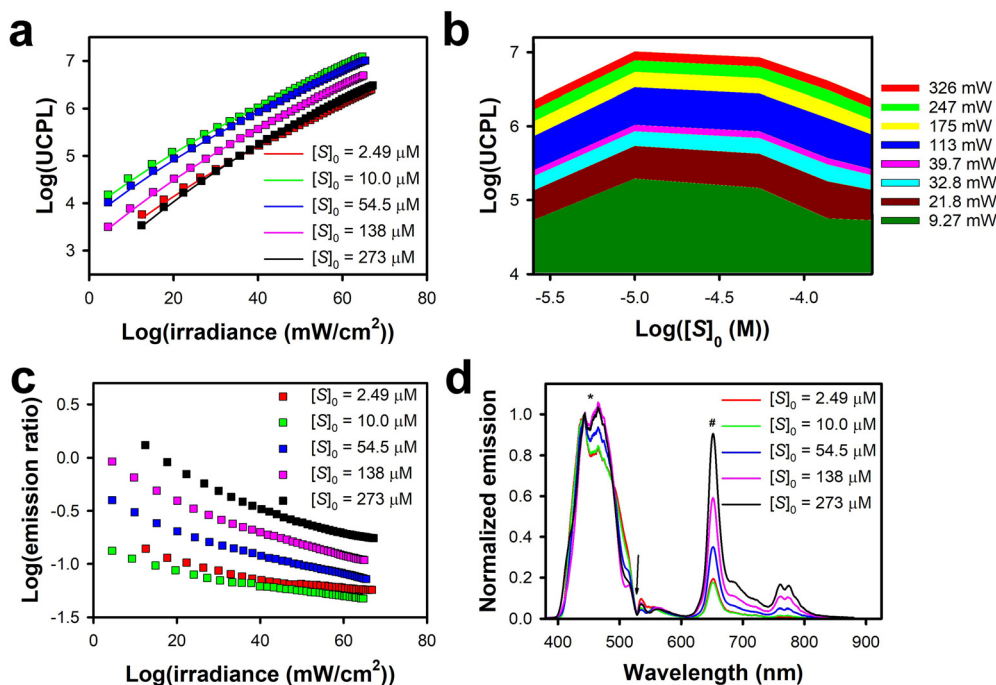 a
7
6
5
4
3
Log(UCPL)
[S]₀ = 2.49 µM
[S]₀ = 10.0 µM
[S]₀ = 54.5 µM
[S]₀ = 138 µM
[S]₀ = 273 µM
0 20 40 60 80
Log(irradiance (mW/cm²))
b
7
6
5
4
Log(UCPL)
-5.5 -5.0 -4.5 -4.0
Log([S]₀ (M))
326 mW
247 mW
175 mW
113 mW
39.7 mW
32.8 mW
21.8 mW
9.27 mW
c
0.5
0.0
-0.5
-1.0
-1.5
Log(emission ratio)
[S]₀ = 2.49 µM
[S]₀ = 10.0 µM
[S]₀ = 54.5 µM
[S]₀ = 138 µM
[S]₀ = 273 µM
0 20 40 60 80
Log(irradiance (mW/cm²))
d
1.0
0.8
0.6
0.4
0.2
0.0
Normalized emission
*
#
[S]₀ = 2.49 µM
[S]₀ = 10.0 µM
[S]₀ = 54.5 µM
[S]₀ = 138 µM
[S]₀ = 273 µM
400 500 600 700 800 900
Wavelength (nm)